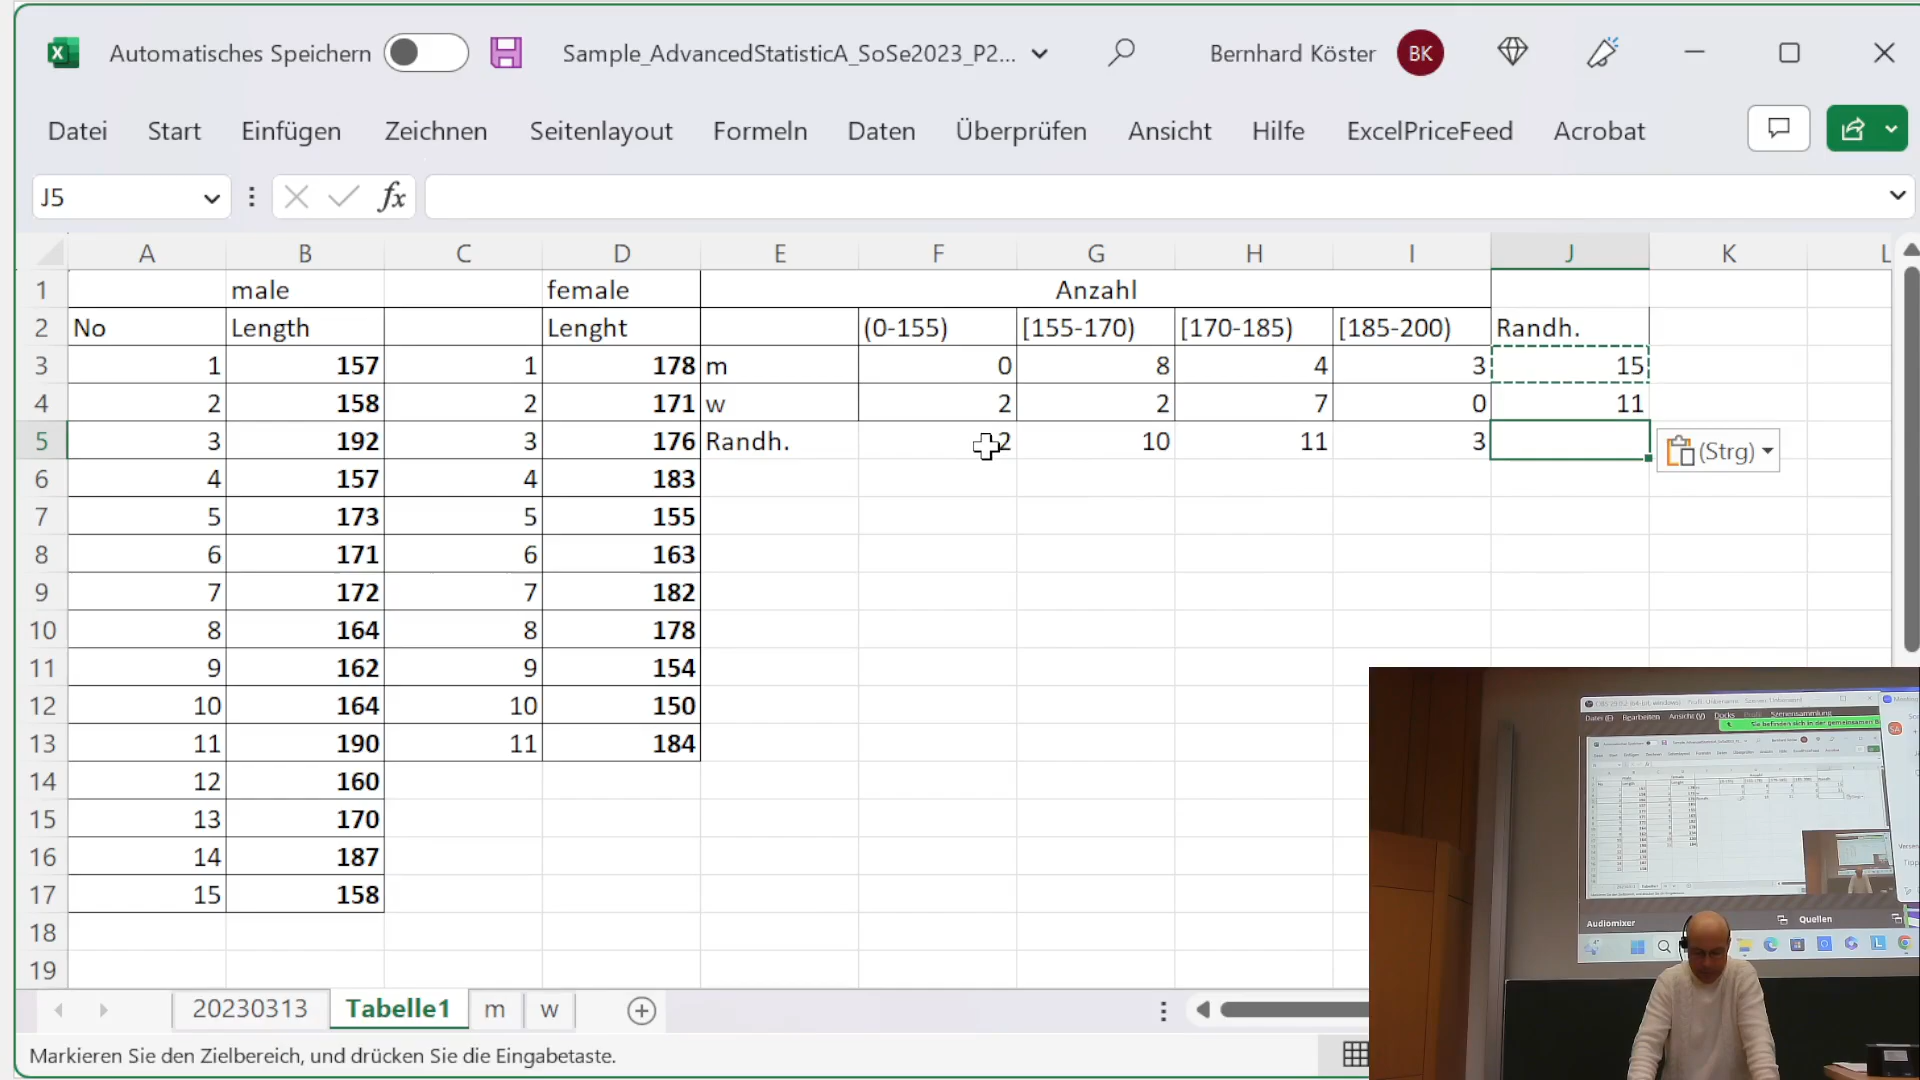 Automatisches Speichern Sample_AdvancedStatisticA_SoSe2023_P2... Bernhard Köster BK
Datei Start Einfügen Zeichnen Seitenlayout Formeln Daten Überprüfen Ansicht Hilfe ExcelPriceFeed Acrobat
J5 fx
A B C D E F G H I J K L
1 male female Anzahl
2 No Length Lenght (0-155) [155-170) [170-185) [185-200) Randh.
3 1 157 1 178 m 0 8 4 3 15
4 2 158 2 171 w 2 2 7 0 11
5 3 192 3 176 Randh. 2 10 11 3 (Strg)
6 4 157 4 183
7 5 173 5 155
8 6 171 6 163
9 7 172 7 182
10 8 164 8 178
11 9 162 9 154
12 10 164 10 150
13 11 190 11 184
14 12 160
15 13 170
16 14 187
17 15 158
18
19
20230313 Tabelle1 m w
Markieren Sie den Zielbereich, und drücken Sie die Eingabetaste.
Audiomixer Quellen